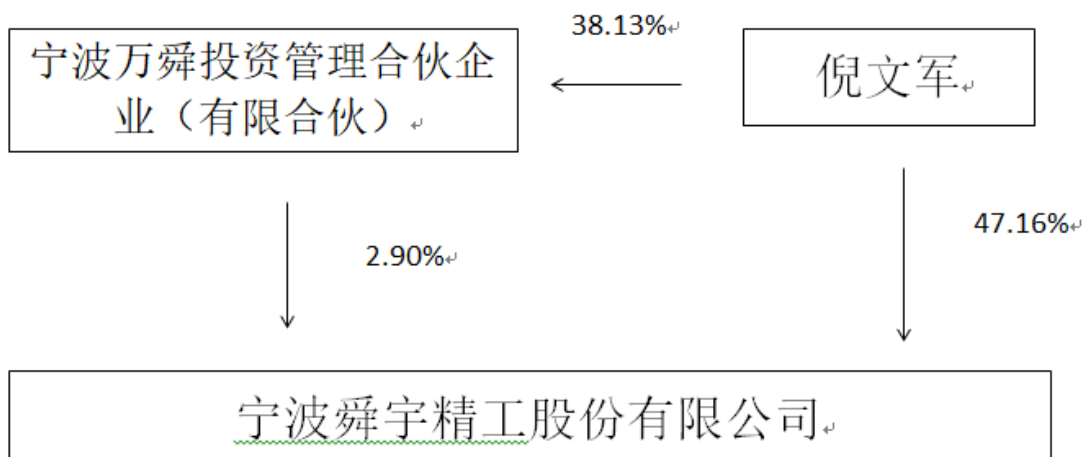 38.13%
宁波万舜投资管理合伙企
业（有限合伙）
倪文军
47.16%
2.90%
宁波舜宇精工股份有限公司